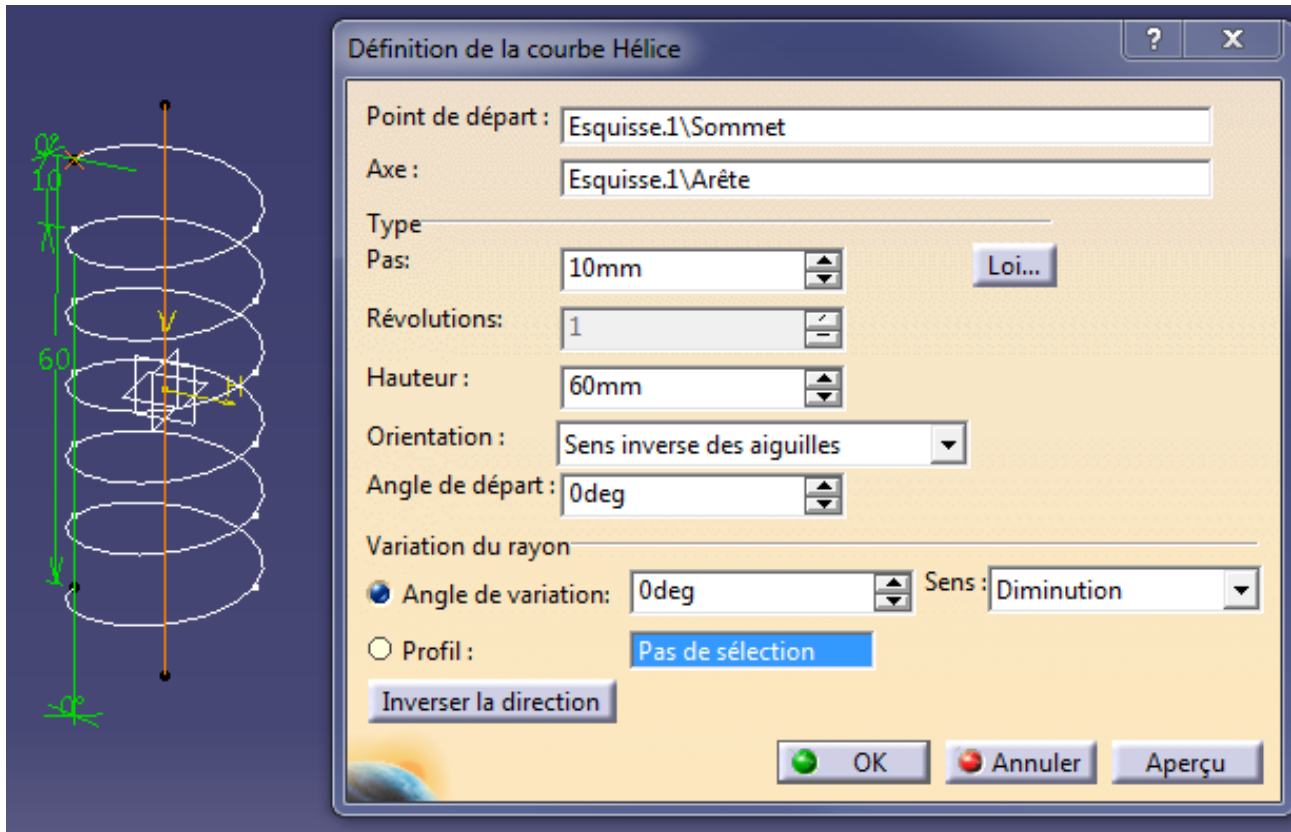 Définition de la courbe Hélice
? X
Point de départ : Esquisse.1\Sommet
Axe : Esquisse.1\Arête
Type
Pas: 10mm Loi...
Révolutions: 1
Hauteur : 60mm
Orientation : Sens inverse des aiguilles
Angle de départ : 0deg
Variation du rayon
Angle de variation: 0deg Sens : Diminution
Profil : Pas de sélection
Inverser la direction
OK Annuler Aperçu
0°
10
V
60
H
0°